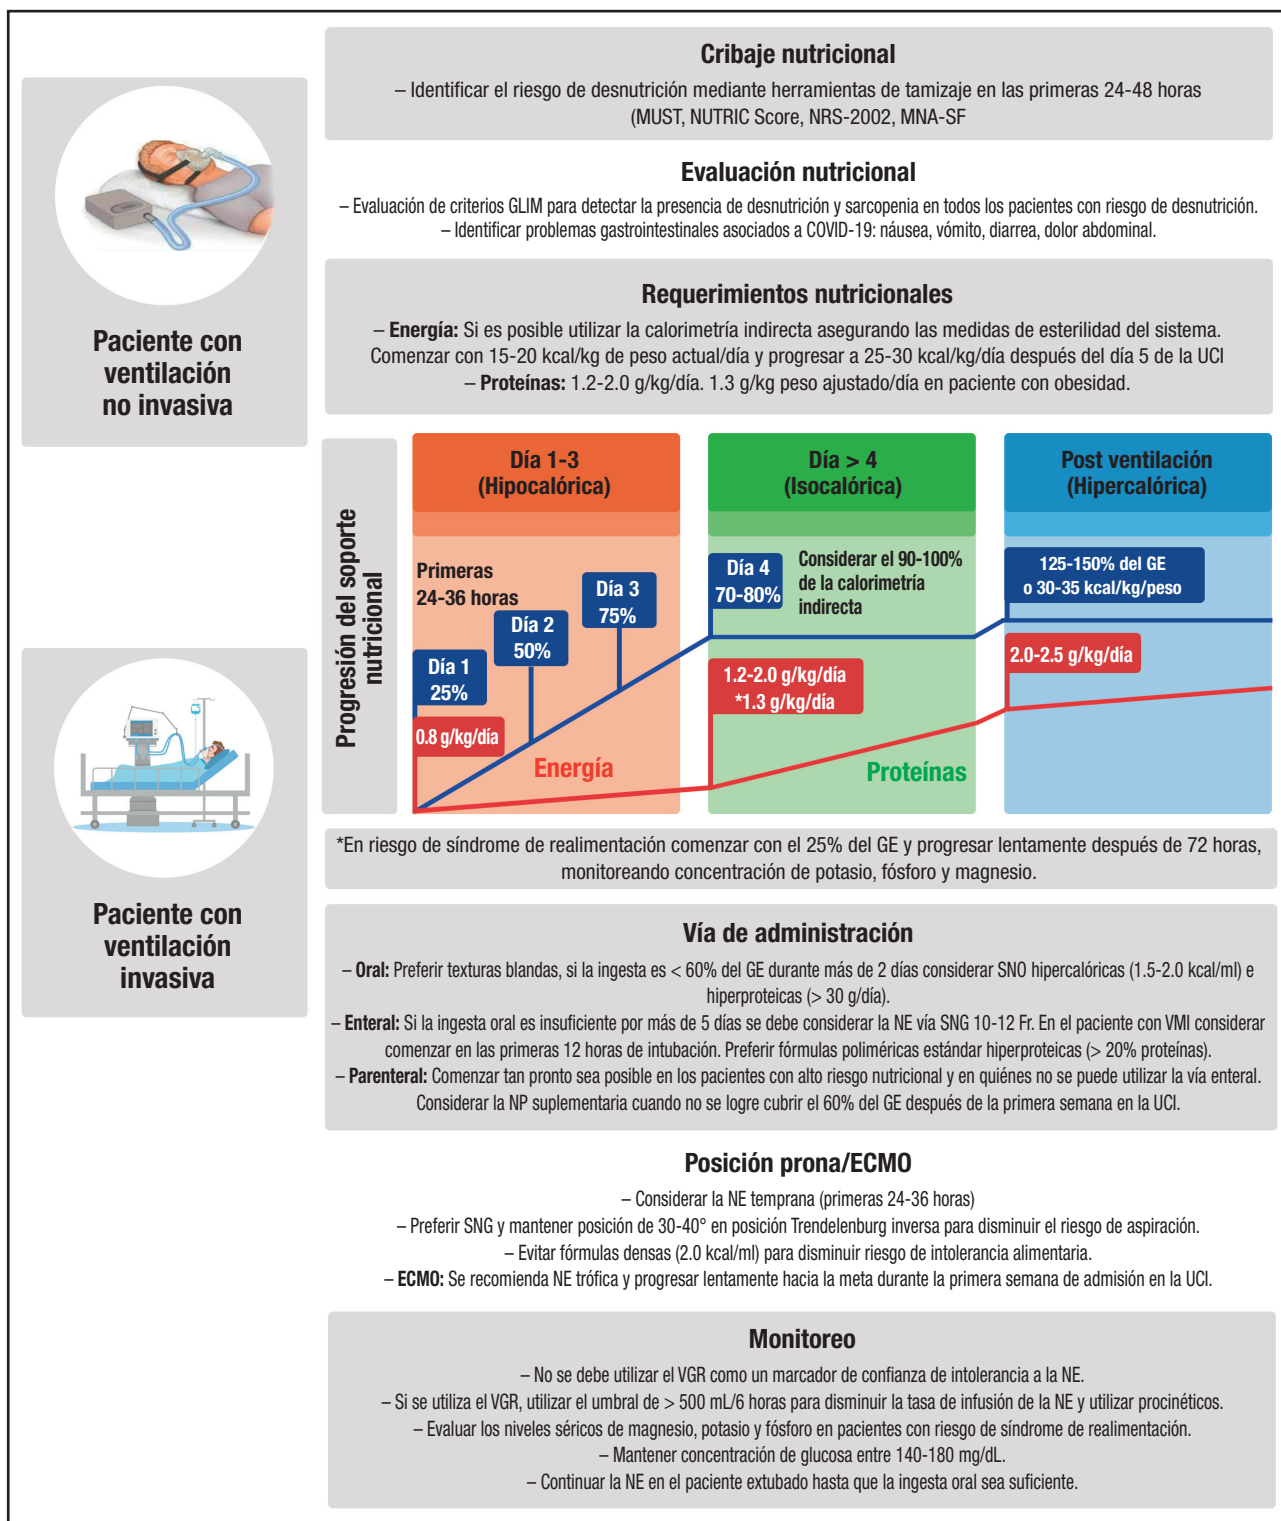 Cribaje nutricional
– Identificar el riesgo de desnutrición mediante herramientas de tamizaje en las primeras 24-48 horas
(MUST, NUTRIC Score, NRS-2002, MNA-SF
Evaluación nutricional
– Evaluación de criterios GLIM para detectar la presencia de desnutrición y sarcopenia en todos los pacientes con riesgo de desnutrición.
– Identificar problemas gastrointestinales asociados a COVID-19: náusea, vómito, diarrea, dolor abdominal.
Paciente con
ventilación
no invasiva
Requerimientos nutricionales
– Energía: Si es posible utilizar la calorimetría indirecta asegurando las medidas de esterilidad del sistema.
Comenzar con 15-20 kcal/kg de peso actual/día y progresar a 25-30 kcal/kg/día después del día 5 de la UCI
– Proteínas: 1.2-2.0 g/kg/día. 1.3 g/kg peso ajustado/día en paciente con obesidad.
Progresión del soporte
nutricional
Día 1-3
(Hipocalórica)
Primeras
24-36 horas
Día 1
25%
Día 2
50%
Día 3
75%
0.8 g/kg/día
Energía
Día > 4
(Isocalórica)
Día 4
70-80%
Considerar el 90-100%
de la calorimetría
indirecta
1.2-2.0 g/kg/día
*1.3 g/kg/día
Proteínas
Post ventilación
(Hipercalórica)
125-150% del GE
o 30-35 kcal/kg/peso
2.0-2.5 g/kg/día
*En riesgo de síndrome de realimentación comenzar con el 25% del GE y progresar lentamente después de 72 horas,
monitoreando concentración de potasio, fósforo y magnesio.
Paciente con
ventilación
invasiva
Vía de administración
– Oral: Preferir texturas blandas, si la ingesta es < 60% del GE durante más de 2 días considerar SNO hipercalóricas (1.5-2.0 kcal/ml) e
hiperproteicas (> 30 g/día).
– Enteral: Si la ingesta oral es insuficiente por más de 5 días se debe considerar la NE vía SNG 10-12 Fr. En el paciente con VMI considerar
comenzar en las primeras 12 horas de intubación. Preferir fórmulas poliméricas estándar hiperproteicas (> 20% proteínas).
– Parenteral: Comenzar tan pronto sea posible en los pacientes con alto riesgo nutricional y en quiénes no se puede utilizar la vía enteral.
Considerar la NP suplementaria cuando no se logre cubrir el 60% del GE después de la primera semana en la UCI.
Posición prona/ECMO
– Considerar la NE temprana (primeras 24-36 horas)
– Preferir SNG y mantener posición de 30-40° en posición Trendelenburg inversa para disminuir el riesgo de aspiración.
– Evitar fórmulas densas (2.0 kcal/ml) para disminuir riesgo de intolerancia alimentaria.
– ECMO: Se recomienda NE trófica y progresar lentamente hacia la meta durante la primera semana de admisión en la UCI.
Monitoreo
– No se debe utilizar el VGR como un marcador de confianza de intolerancia a la NE.
– Si se utiliza el VGR, utilizar el umbral de > 500 mL/6 horas para disminuir la tasa de infusión de la NE y utilizar procinéticos.
– Evaluar los niveles séricos de magnesio, potasio y fósforo en pacientes con riesgo de síndrome de realimentación.
– Mantener concentración de glucosa entre 140-180 mg/dL.
– Continuar la NE en el paciente extubado hasta que la ingesta oral sea suficiente.